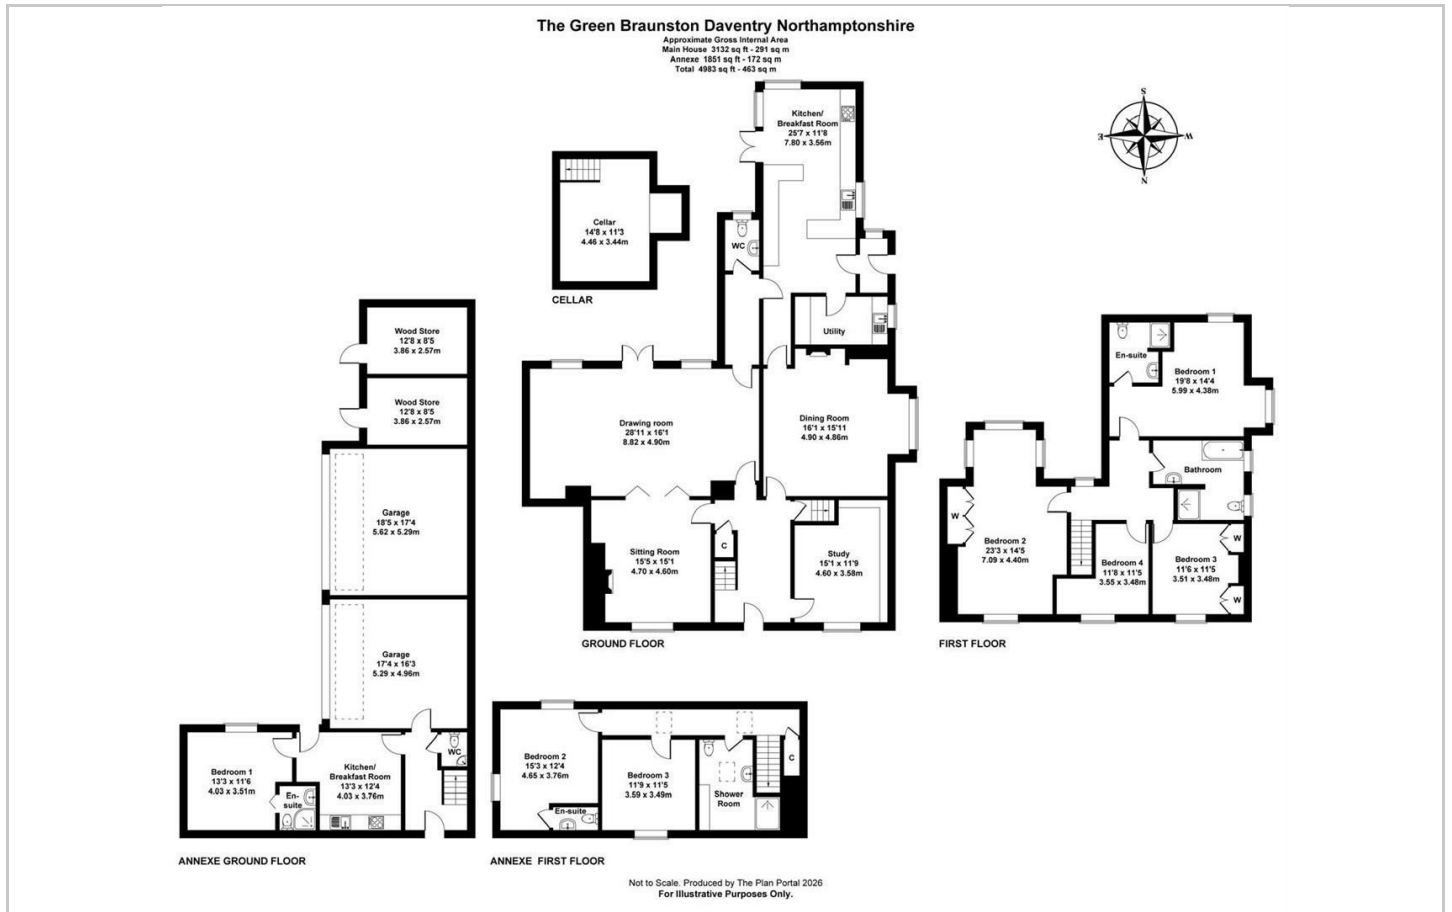 The Green Braunston Daventry Northamptonshire
Approximate Gross Internal Area
Main House 3132 sq ft - 291 sq m
Annexe 1851 sq ft - 172 sq m
Total 4983 sq ft - 463 sq m
S
E
W
N
Kitchen/
Breakfast Room
25'7 x 11'8
7.80 x 3.56m
Cellar
14'8 x 11'3
4.46 x 3.44m
CELLAR
WC
Utility
Wood Store
12'8 x 8'5
3.86 x 2.57m
Wood Store
12'8 x 8'5
3.86 x 2.57m
Garage
18'5 x 17'4
5.62 x 5.29m
Garage
17'4 x 16'3
5.29 x 4.96m
Drawing room
28'11 x 16'1
8.82 x 4.90m
Dining Room
16'1 x 15'11
4.90 x 4.86m
Sitting Room
15'5 x 15'1
4.70 x 4.60m
C
Study
15'1 x 11'9
4.60 x 3.58m
GROUND FLOOR
En-suite
Bedroom 1
19'8 x 14'4
5.99 x 4.38m
Bathroom
W
Bedroom 2
23'3 x 14'5
7.09 x 4.40m
Bedroom 4
11'8 x 11'5
3.55 x 3.48m
Bedroom 3
11'6 x 11'5
3.51 x 3.48m
W
W
FIRST FLOOR
Bedroom 1
13'3 x 11'6
4.03 x 3.51m
En-
suite
Kitchen/
Breakfast Room
13'3 x 12'4
4.03 x 3.76m
WC
ANNEXE GROUND FLOOR
Bedroom 2
15'3 x 12'4
4.65 x 3.76m
En-suite
Bedroom 3
11'9 x 11'5
3.59 x 3.49m
Shower
Room
C
ANNEXE FIRST FLOOR
Not to Scale. Produced by The Plan Portal 2026
For Illustrative Purposes Only.